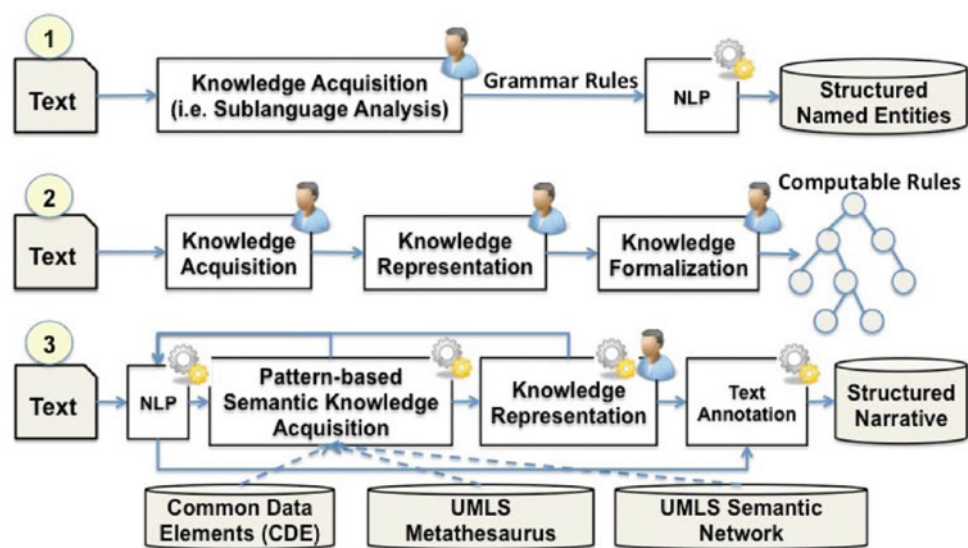 1
Text
Knowledge Acquisition
(i.e. Sublanguage Analysis)
Grammar Rules
NLP
Structured
Named Entities
2
Text
Knowledge
Acquisition
Knowledge
Representation
Knowledge
Formalization
Computable Rules
3
Text
NLP
Pattern-based
Semantic Knowledge
Acquisition
Knowledge
Representation
Text
Annotation
Structured
Narrative
Common Data
Elements (CDE)
UMLS
Metathesaurus
UMLS Semantic
Network